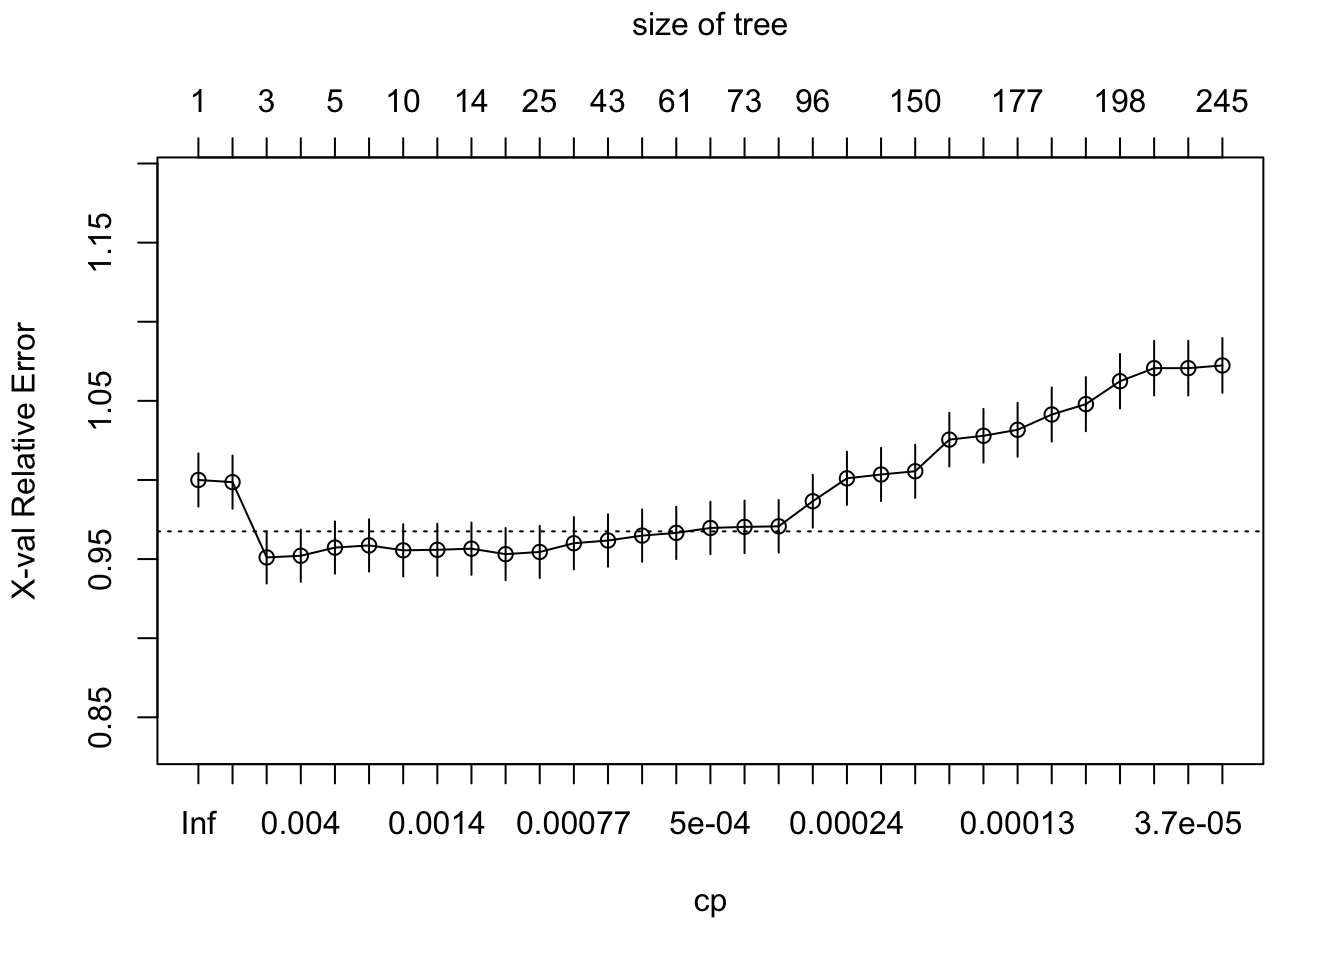 size of tree
1 3 5 10 14 25 43 61 73 96 150 177 198 245
X-val Relative Error
1.15
1.05
0.95
0.85
Inf 0.004 0.0014 0.00077 5e-04 0.00024 0.00013 3.7e-05
cp